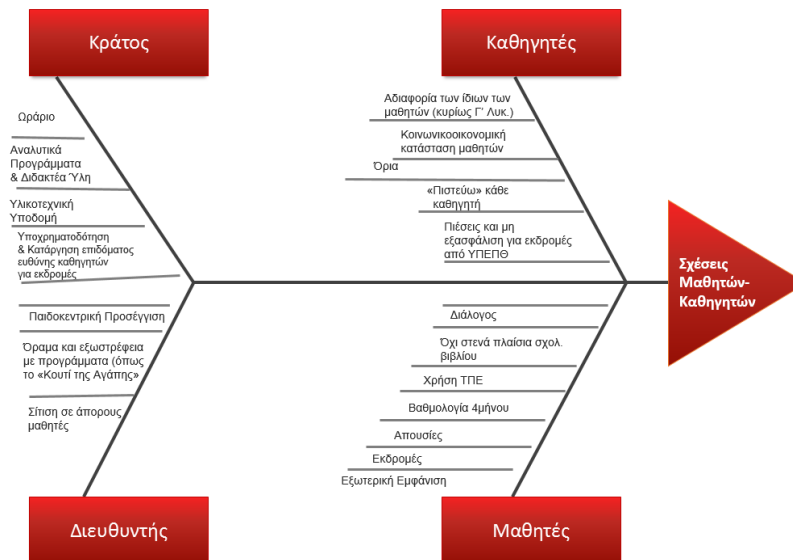 Κράτος
Καθηγητές
Ωράριο
Αναλυτικά
Προγράμματα
& Διδακτέα Ύλη
Υλικοτεχνική
Υποδομή
Υποχρηματοδότηση
& Κατάργηση επιδόματος
ευθύνης καθηγητών
για εκδρομές
Αδιαφορία των ίδιων των
μαθητών (κυρίως Γ' Λυκ.)
Κοινωνικοοικονομική
κατάσταση μαθητών
Όρια
«Πιστεύω» κάθε
καθηγητή
Πιέσεις και μη
εξασφάλιση για εκδρομές
από ΥΠΕΠΘ
Σχέσεις
Μαθητών-
Καθηγητών
Παιδοκεντρική Προσέγγιση
Όραμα και εξωστρέφεια
με προγράμματα (όπως
το «Κουτί της Αγάπης»
Σίτιση σε άπορους
μαθητές
Διάλογος
Όχι στενά πλαίσια σχολ.
βιβλίου
Χρήση ΤΠΕ
Βαθμολογία 4μήνου
Απουσίες
Εκδρομές
Εξωτερική Εμφάνιση
Διευθυντής
Μαθητές